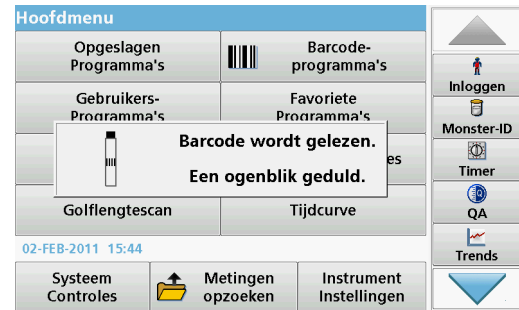 Hoofdmenu
Opgeslagen
Programma's
Barcode-
programma's
Gebruikers-
Programma's
Favoriete
Programma's
Barcode wordt gelezen.
Een ogenblik geduld.
es
Golflengtescan
Tijdcurve
02-FEB-2011 15:44
Systeem
Controles
Metingen
opzoeken
Instrument
Instellingen
Inloggen
Monster-ID
Timer
QA
Trends